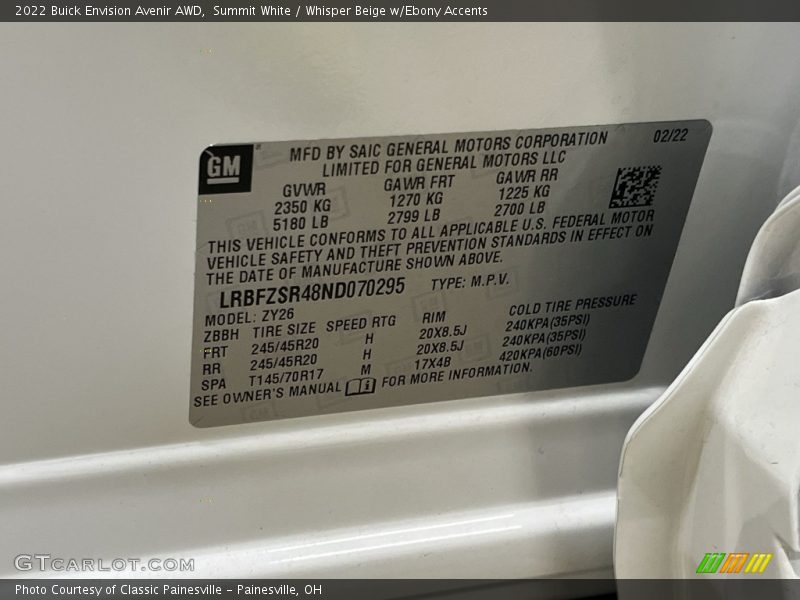 2022 Buick Envision Avenir AWD, Summit White / Whisper Beige w/Ebony Accents
GM
MFD BY SAIC GENERAL MOTORS CORPORATION 02/22
LIMITED FOR GENERAL MOTORS LLC
GVWR GAWR FRT GAWR RR
2350 KG 1270 KG 1225 KG
5180 LB 2799 LB 2700 LB
THIS VEHICLE CONFORMS TO ALL APPLICABLE U.S. FEDERAL MOTOR
VEHICLE SAFETY AND THEFT PREVENTION STANDARDS IN EFFECT ON
THE DATE OF MANUFACTURE SHOWN ABOVE.
LRBFZSR48ND070295 TYPE: M.P.V.
MODEL: ZY26
ZBBH TIRE SIZE SPEED RTG RIM COLD TIRE PRESSURE
FRT 245/45R20 H 20X8.5J 240KPA(35PSI)
RR 245/45R20 H 20X8.5J 240KPA(35PSI)
SPA T145/70R17 M 17X4B 420KPA(60PSI)
SEE OWNER'S MANUAL FOR MORE INFORMATION.
GTcarlot.com
Photo Courtesy of Classic Painesville - Painesville, OH